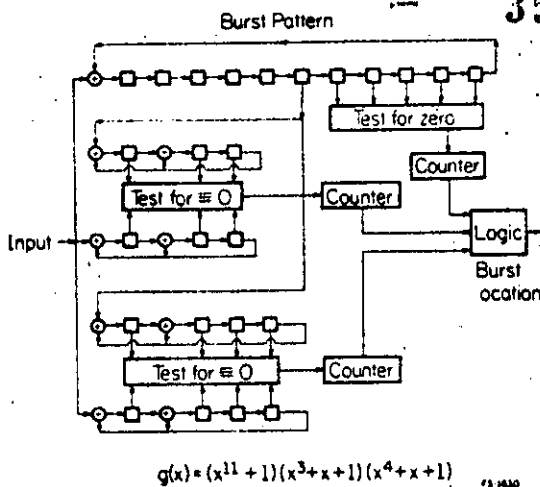 35
Burst Pattern
Test for zero
Counter
Test for ≡ 0
Counter
Input
Logic
Burst
ocation
Test for ≡ 0
Counter
g(x) = (x¹¹ + 1)(x³ + x + 1)(x⁴ + x + 1)